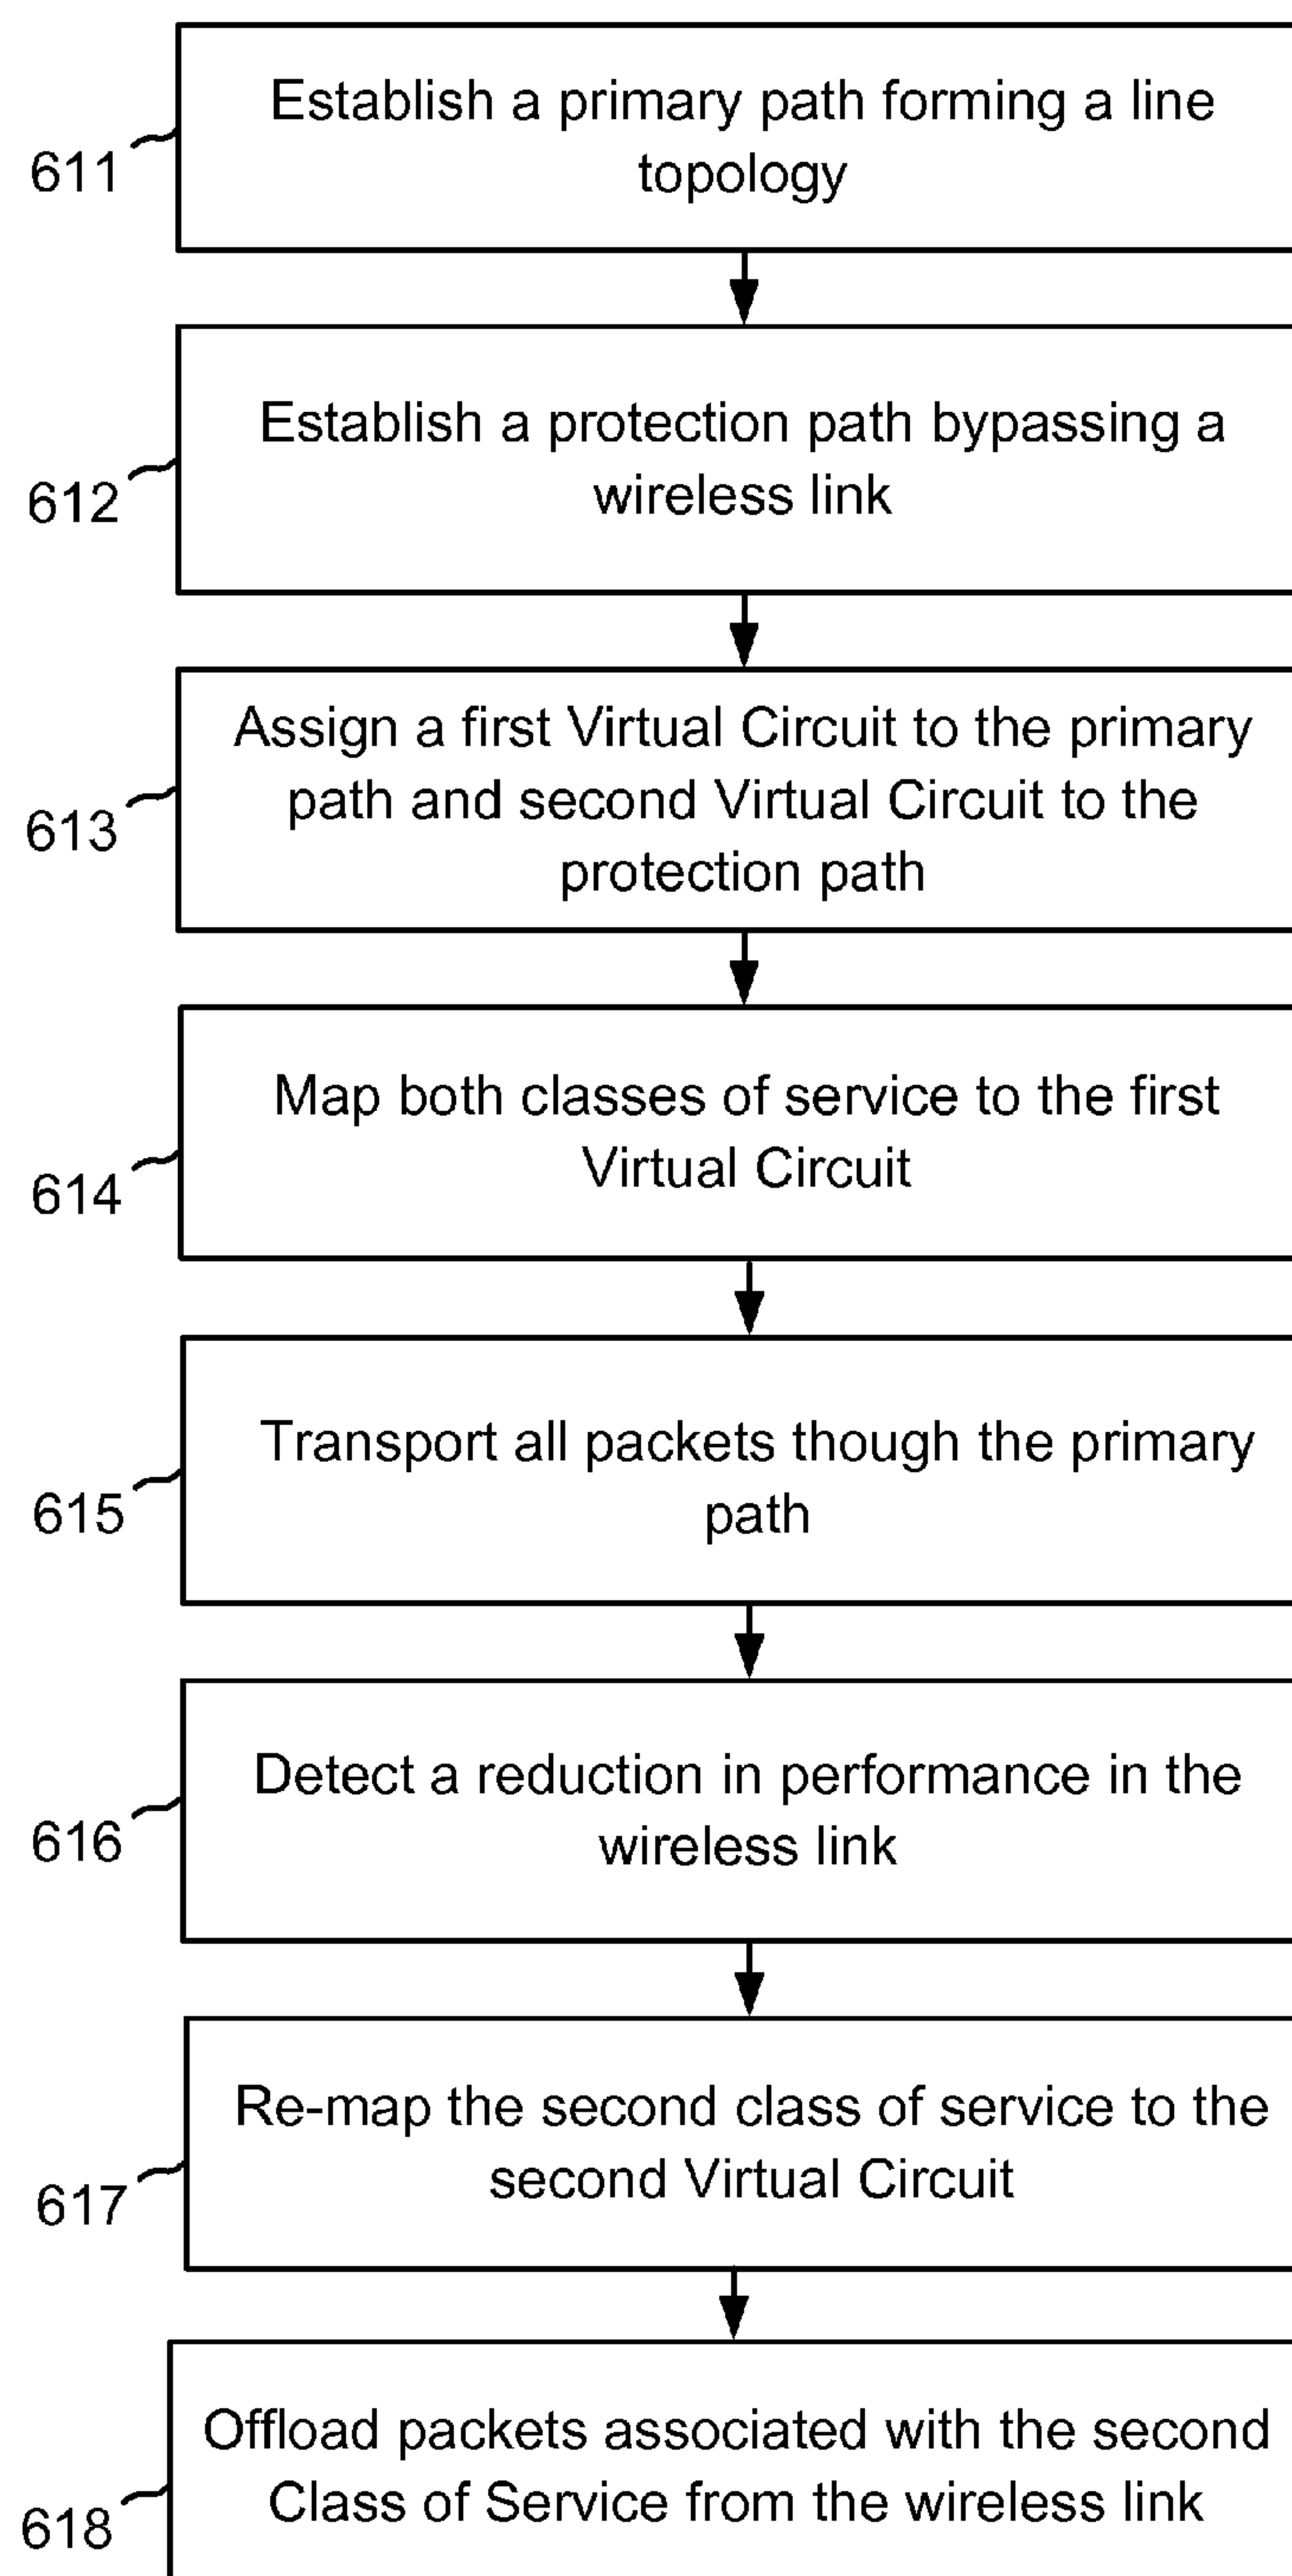 Establish a primary path forming a line
topology
611
Establish a protection path bypassing a
wireless link
612
Assign a first Virtual Circuit to the primary
path and second Virtual Circuit to the
protection path
613
Map both classes of service to the first
Virtual Circuit
614
Transport all packets though the primary
path
615
Detect a reduction in performance in the
wireless link
616
Re-map the second class of service to the
second Virtual Circuit
617
Offload packets associated with the second
Class of Service from the wireless link
618